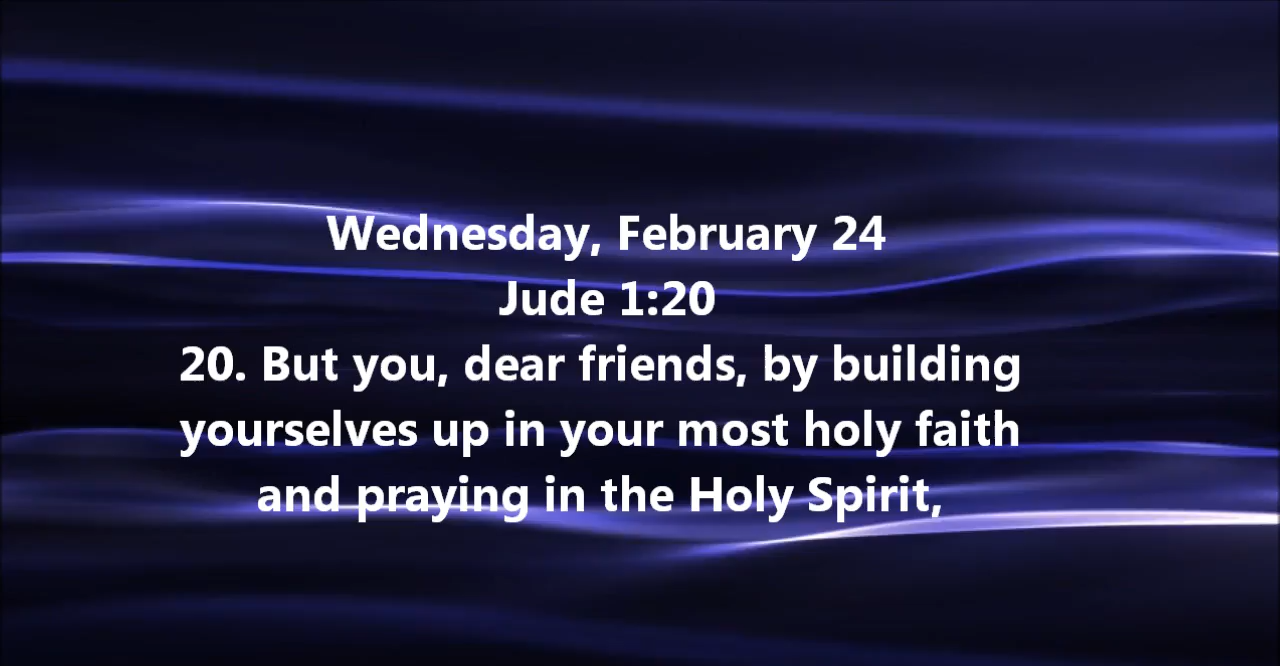 Wednesday, February 24
Jude 1:20
20. But you, dear friends, by building
yourselves up in your most holy faith
and praying in the Holy Spirit,